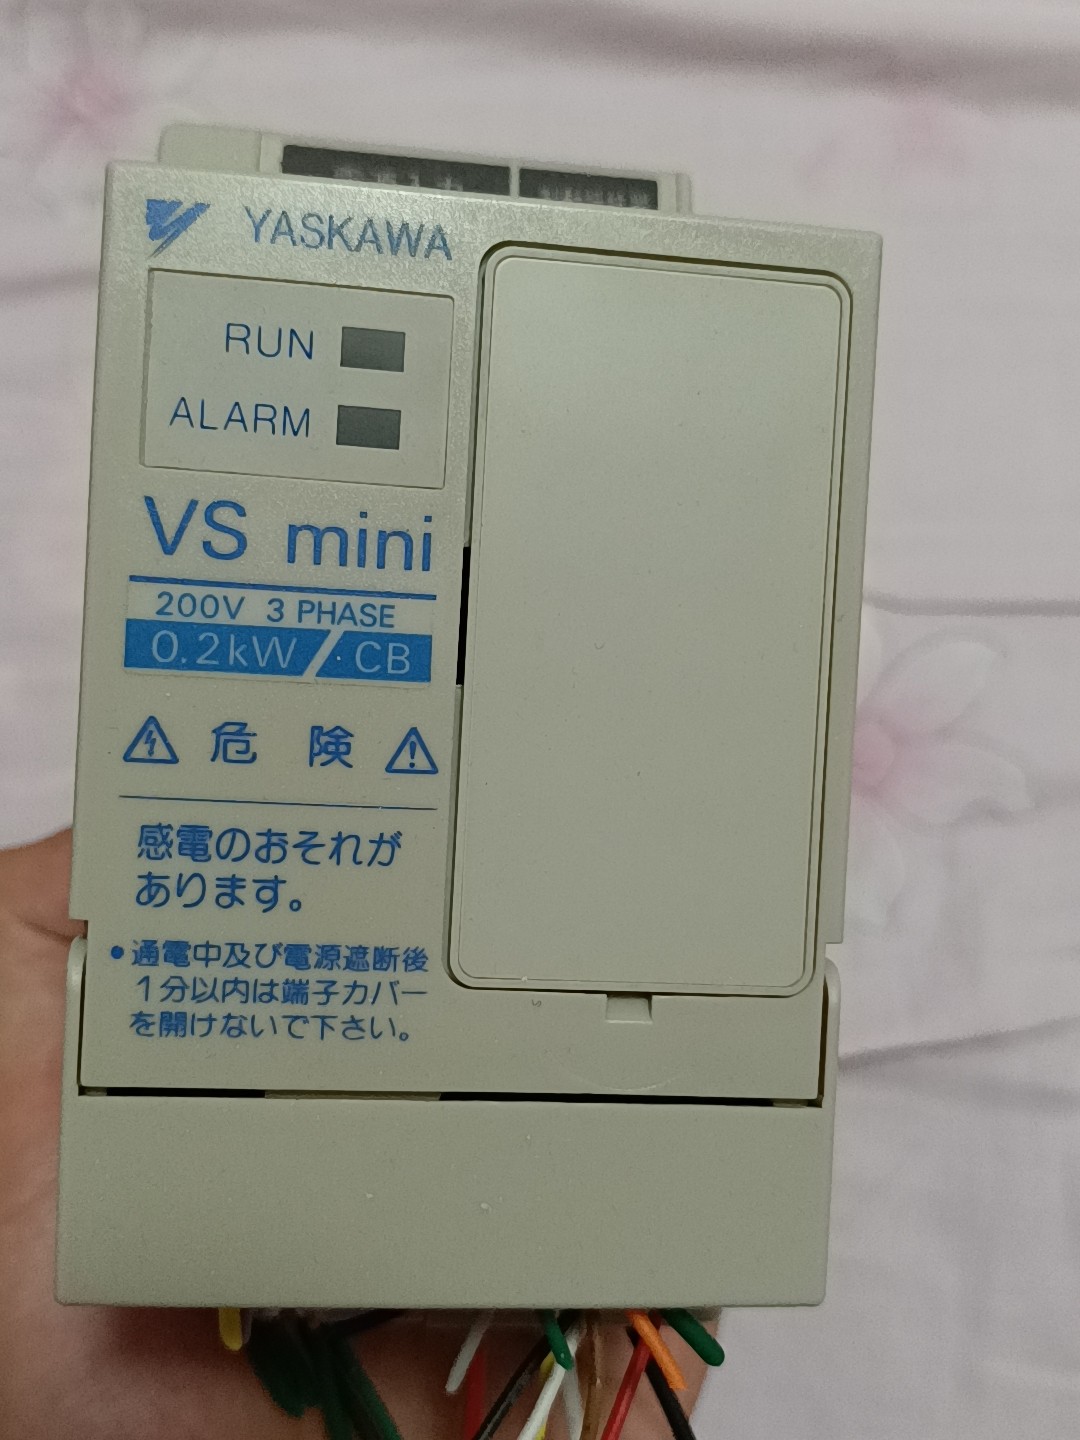 YASKAWA
RUN
ALARM
VS mini
200V 3 PHASE
0.2kW/CB
危 険
感電のおそれが
あります。
•通電中及び電源遮断後
1分以内は端子カバー
を開けないで下さい。